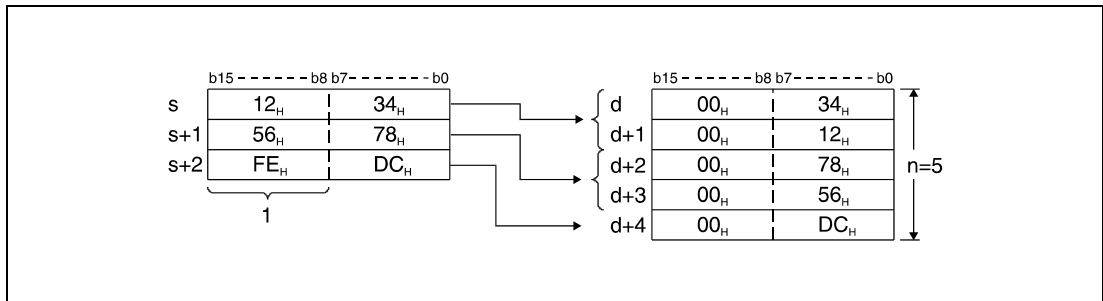 b15 - - - - - - - b8 b7- - - - - - - - b0 b15 - - - - - - - b8 b7- - - - - - - - b0
s 12H 34H d 00H 34H
s+1 56H 78H d+1 00H 12H
s+2 FEH DCH d+2 00H 78H n=5
d+3 00H 56H
1
d+4 00H DCH